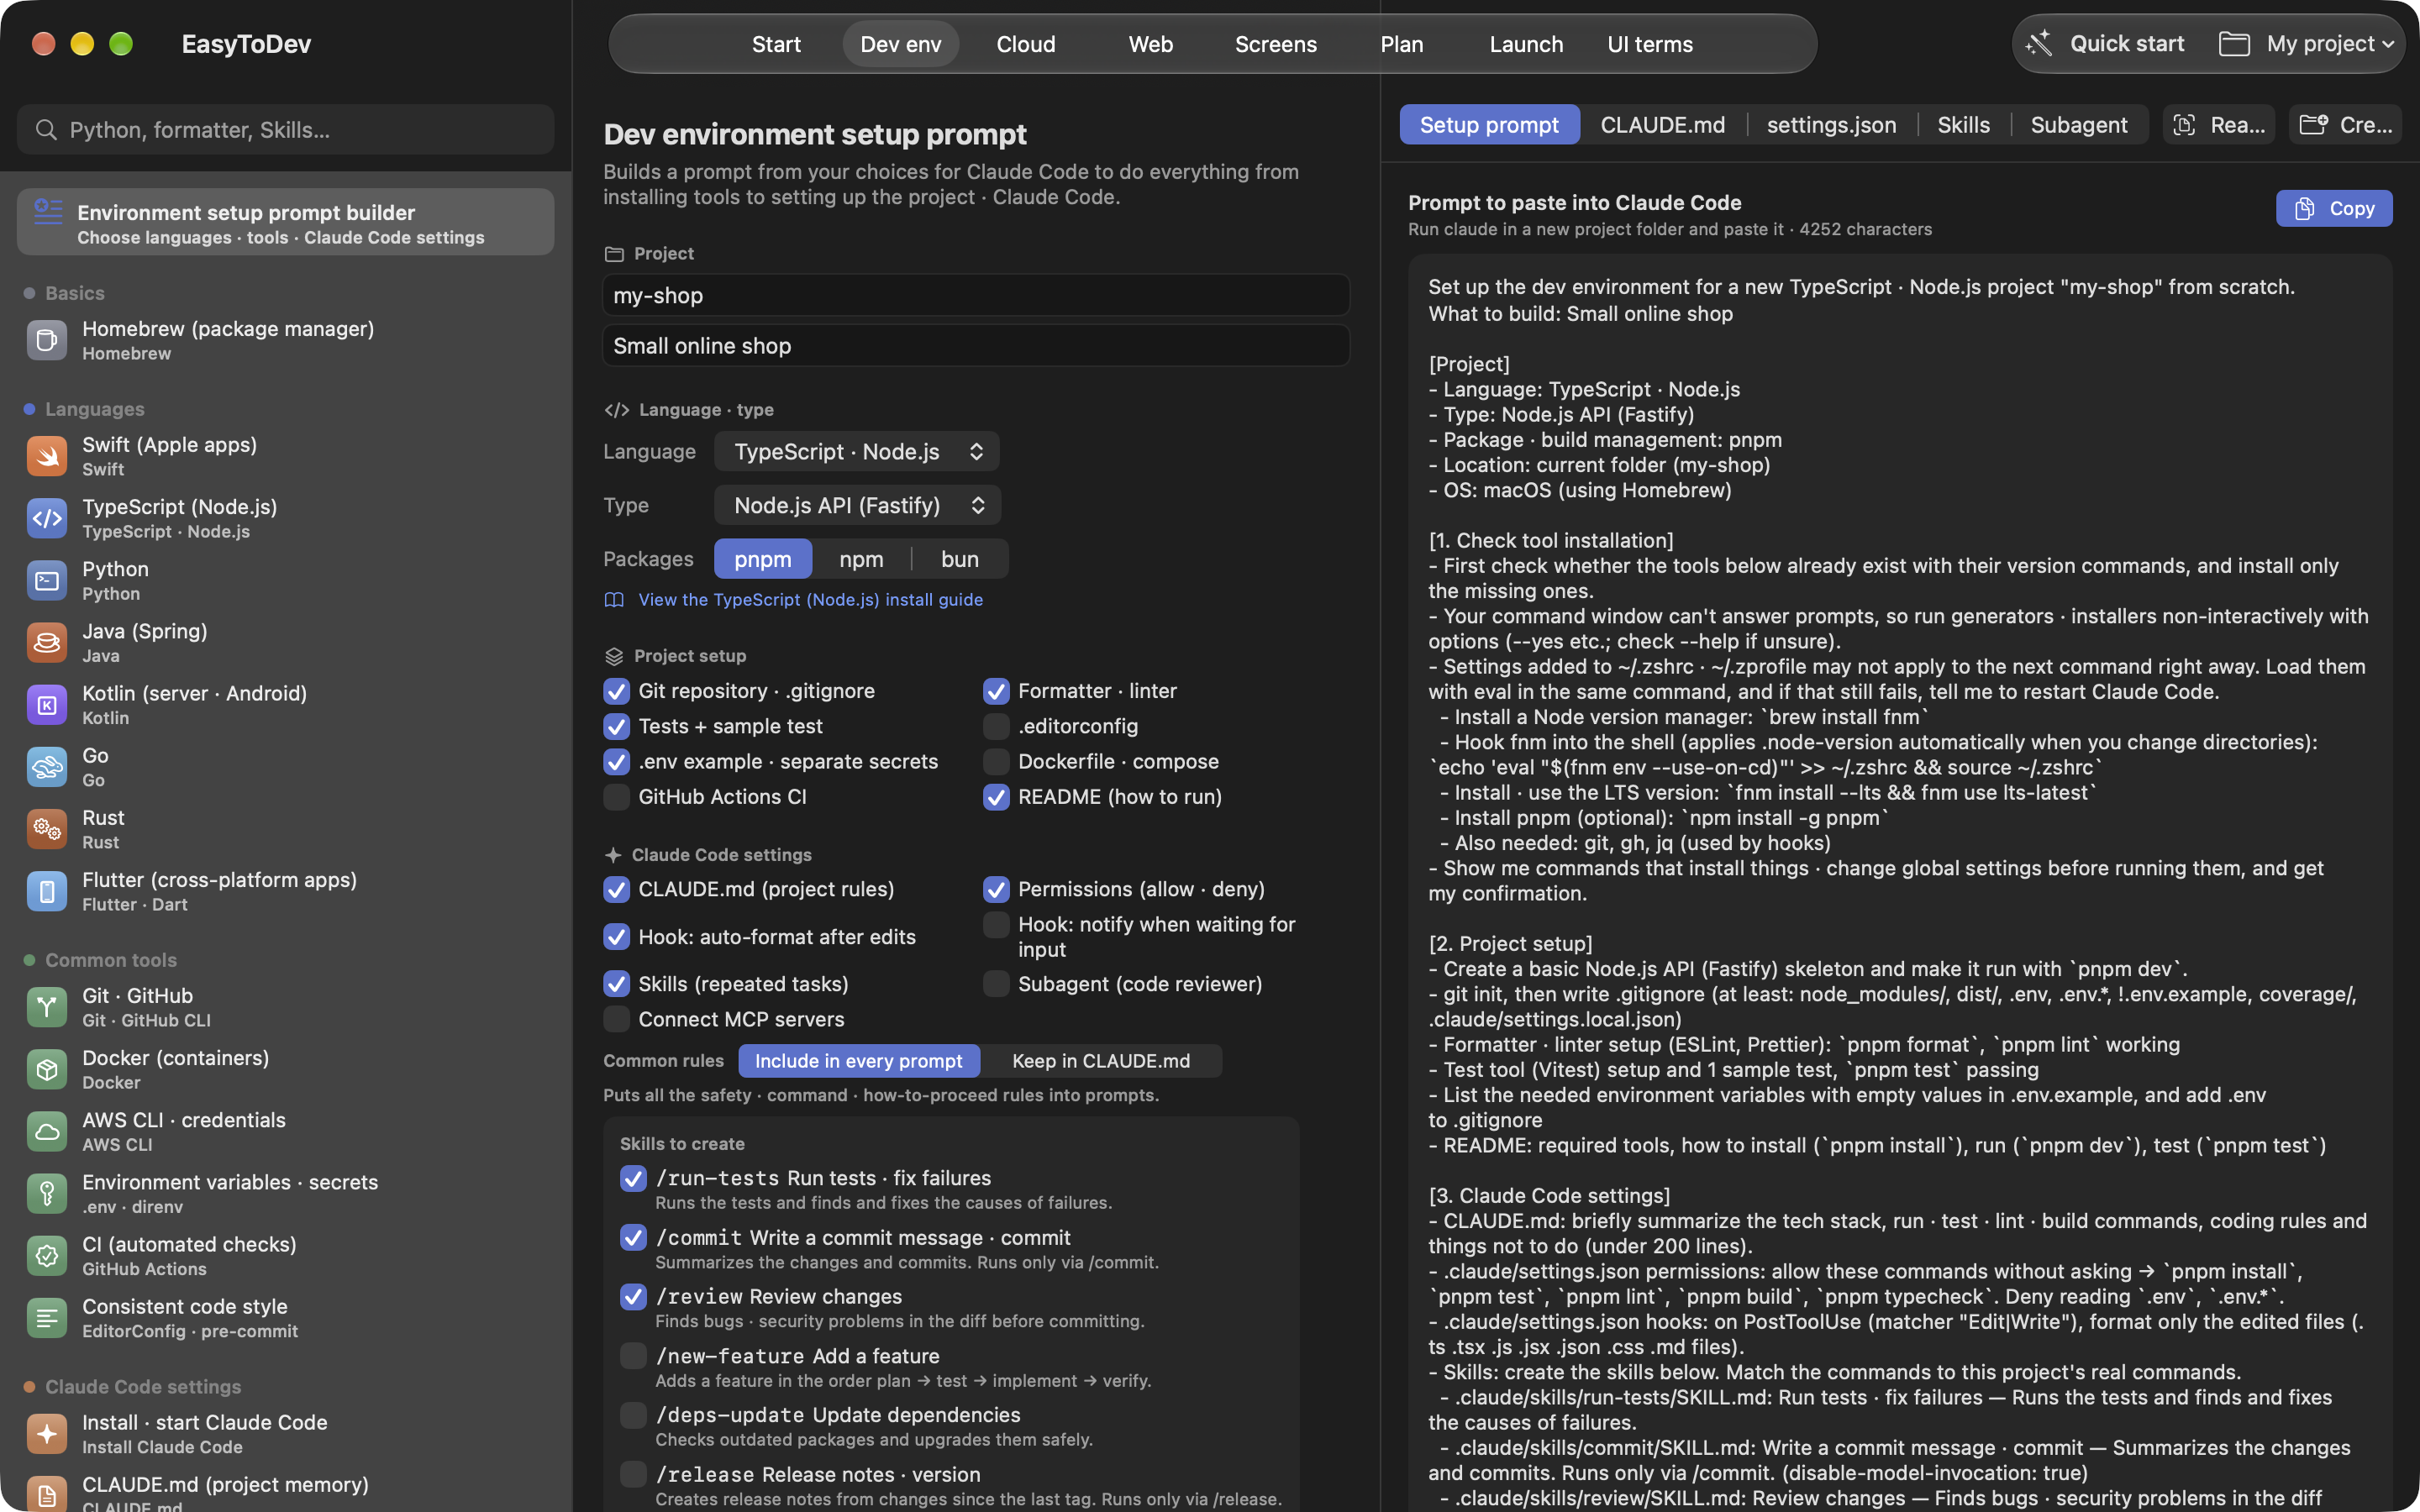 EasyToDev
Start
Dev env
Cloud
Web
Screens
Plan
Launch
UI terms
Quick start
My project
Python, formatter, Skills...
Environment setup prompt builder
Choose languages · tools · Claude Code settings
Basics
Homebrew (package manager)
Homebrew
Languages
Swift (Apple apps)
Swift
TypeScript (Node.js)
TypeScript · Node.js
Python
Python
Java (Spring)
Java
Kotlin (server · Android)
Kotlin
Go
Go
Rust
Rust
Flutter (cross-platform apps)
Flutter · Dart
Common tools
Git · GitHub
Git · GitHub CLI
Docker (containers)
Docker
AWS CLI · credentials
AWS CLI
Environment variables · secrets
.env · direnv
CI (automated checks)
GitHub Actions
Consistent code style
EditorConfig · pre-commit
Claude Code settings
Install · start Claude Code
Install Claude Code
CLAUDE.md (project memory)
CLAUDE.md
Dev environment setup prompt
Builds a prompt from your choices for Claude Code to do everything from
installing tools to setting up the project · Claude Code.
Project
my-shop
Small online shop
</> Language · type
Language
TypeScript · Node.js
Type
Node.js API (Fastify)
Packages
pnpm
npm
bun
View the TypeScript (Node.js) install guide
Project setup
Git repository · .gitignore
Formatter · linter
Tests + sample test
.editorconfig
.env example · separate secrets
Dockerfile · compose
GitHub Actions CI
README (how to run)
Claude Code settings
CLAUDE.md (project rules)
Permissions (allow · deny)
Hook: auto-format after edits
Hook: notify when waiting for
input
Skills (repeated tasks)
Subagent (code reviewer)
Connect MCP servers
Common rules
Include in every prompt
Keep in CLAUDE.md
Puts all the safety · command · how-to-proceed rules into prompts.
Skills to create
/run-tests Run tests · fix failures
Runs the tests and finds and fixes the causes of failures.
/commit Write a commit message · commit
Summarizes the changes and commits. Runs only via /commit.
/review Review changes
Finds bugs · security problems in the diff before committing.
/new-feature Add a feature
Adds a feature in the order plan → test → implement → verify.
/deps-update Update dependencies
Checks outdated packages and upgrades them safely.
/release Release notes · version
Creates release notes from changes since the last tag. Runs only via /release.
Setup prompt
CLAUDE.md
settings.json
Skills
Subagent
Rea...
Cre...
Prompt to paste into Claude Code
Run claude in a new project folder and paste it · 4252 characters
Copy
Set up the dev environment for a new TypeScript · Node.js project "my-shop" from scratch.
What to build: Small online shop
[Project]
- Language: TypeScript · Node.js
- Type: Node.js API (Fastify)
- Package · build management: pnpm
- Location: current folder (my-shop)
- OS: macOS (using Homebrew)
[1. Check tool installation]
- First check whether the tools below already exist with their version commands, and install only
the missing ones.
- Your command window can't answer prompts, so run generators · installers non-interactively with
options (--yes etc.; check --help if unsure).
- Settings added to ~/.zshrc · ~/.zprofile may not apply to the next command right away. Load them
with eval in the same command, and if that still fails, tell me to restart Claude Code.
- Install a Node version manager: `brew install fnm`
- Hook fnm into the shell (applies .node-version automatically when you change directories):
`echo 'eval "$(fnm env --use-on-cd)"' >> ~/.zshrc && source ~/.zshrc`
- Install · use the LTS version: `fnm install --lts && fnm use lts-latest`
- Install pnpm (optional): `npm install -g pnpm`
- Also needed: git, gh, jq (used by hooks)
- Show me commands that install things · change global settings before running them, and get
my confirmation.
[2. Project setup]
- Create a basic Node.js API (Fastify) skeleton and make it run with `pnpm dev`.
- git init, then write .gitignore (at least: node_modules/, dist/, .env, .env.*, !.env.example, coverage/,
.claude/settings.local.json)
- Formatter · linter setup (ESLint, Prettier): `pnpm format`, `pnpm lint` working
- Test tool (Vitest) setup and 1 sample test, `pnpm test` passing
- List the needed environment variables with empty values in .env.example, and add .env
to .gitignore
- README: required tools, how to install (`pnpm install`), run (`pnpm dev`), test (`pnpm test`)
[3. Claude Code settings]
- CLAUDE.md: briefly summarize the tech stack, run · test · lint · build commands, coding rules and
things not to do (under 200 lines).
- .claude/settings.json permissions: allow these commands without asking → `pnpm install`,
`pnpm test`, `pnpm lint`, `pnpm build`, `pnpm typecheck`. Deny reading `.env`, `.env.*`.
- .claude/settings.json hooks: on PostToolUse (matcher "Edit|Write"), format only the edited files (.
ts .tsx .js .jsx .json .css .md files).
- Skills: create the skills below. Match the commands to this project's real commands.
- .claude/skills/run-tests/SKILL.md: Run tests · fix failures — Runs the tests and finds and fixes
the causes of failures.
- .claude/skills/commit/SKILL.md: Write a commit message · commit — Summarizes the changes
and commits. Runs only via /commit. (disable-model-invocation: true)
- .claude/skills/review/SKILL.md: Review changes — Finds bugs · security problems in the diff